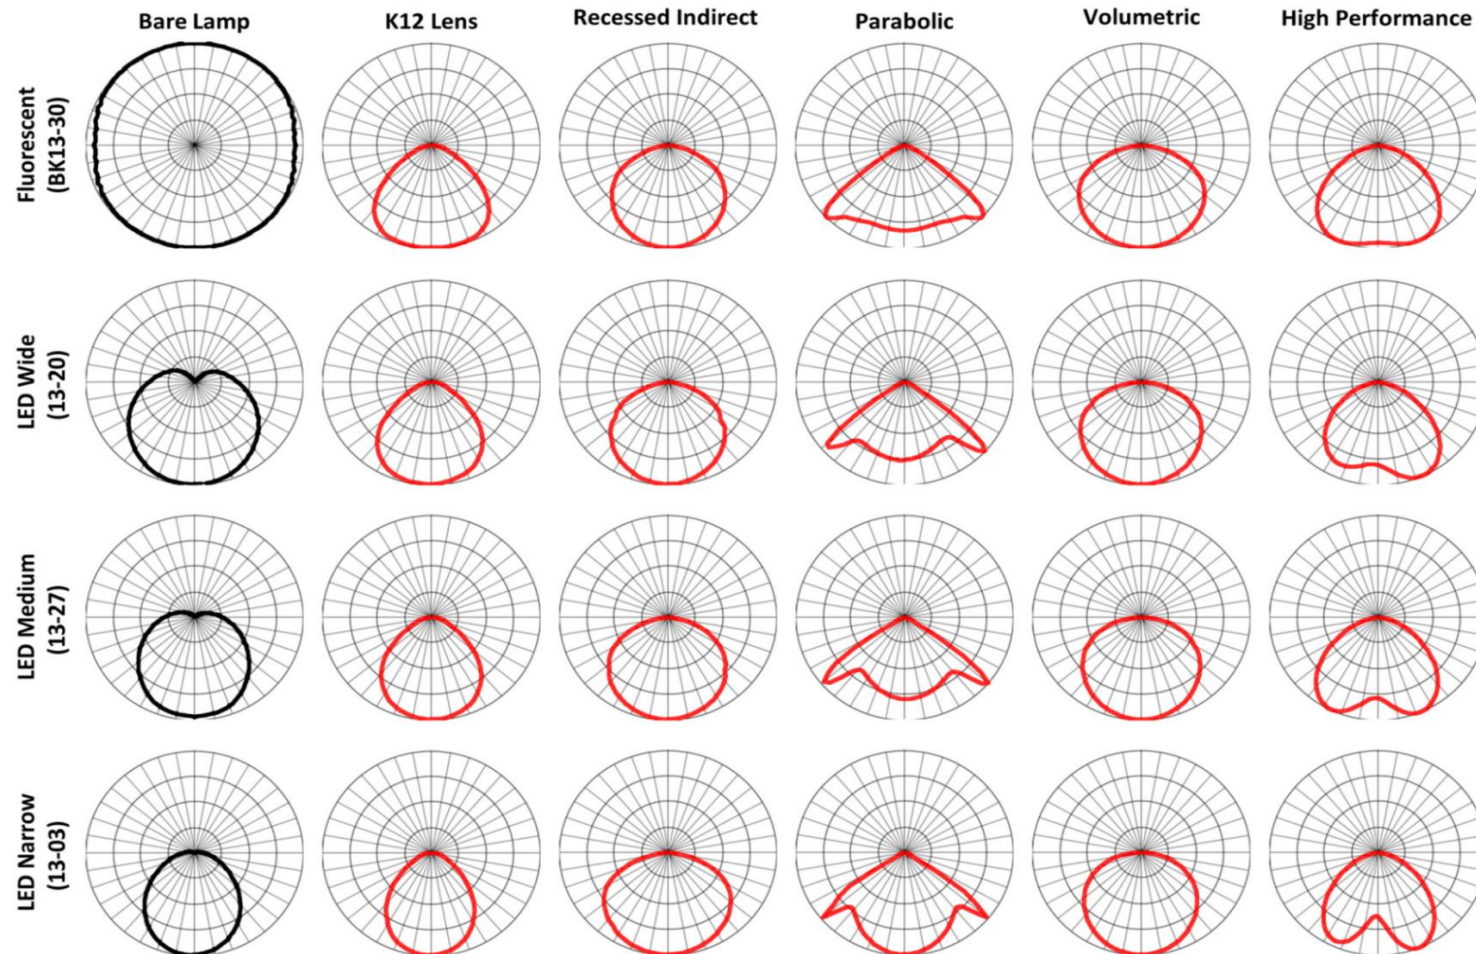 Bare Lamp
K12 Lens
Recessed Indirect
Parabolic
Volumetric
High Performance
Fluorescent
(BK13-30)
LED Wide
(13-20)
LED Medium
(13-27)
LED Narrow
(13-03)